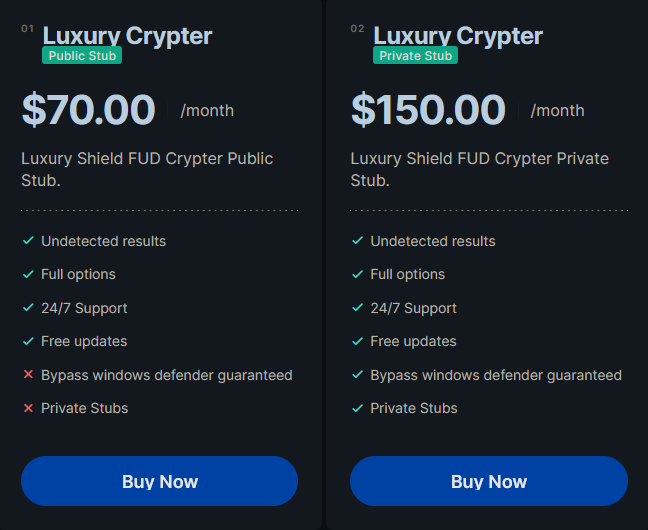 01 Luxury Crypter
Public Stub
$70.00 /month
Luxury Shield FUD Crypter Public
Stub.
Undetected results
Full options
24/7 Support
Free updates
Bypass windows defender guaranteed
Private Stubs
Buy Now
02 Luxury Crypter
Private Stub
$150.00 /month
Luxury Shield FUD Crypter Private
Stub.
Undetected results
Full options
24/7 Support
Free updates
Bypass windows defender guaranteed
Private Stubs
Buy Now